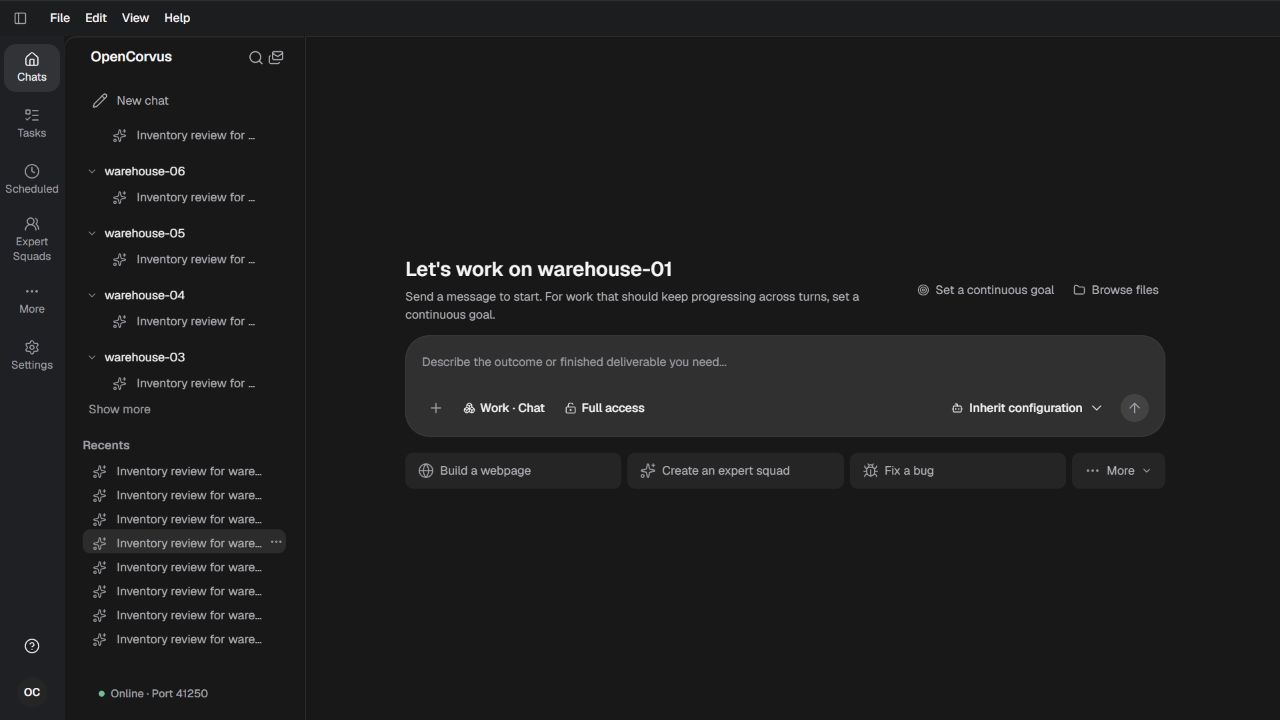 File Edit View Help
Chats
Tasks
Scheduled
Expert
Squads
More
Settings
OC
OpenCorvus
New chat
Inventory review for ...
warehouse-06
Inventory review for ...
warehouse-05
Inventory review for ...
warehouse-04
Inventory review for ...
warehouse-03
Inventory review for ...
Show more
Recents
Inventory review for ware...
Inventory review for ware...
Inventory review for ware...
Inventory review for ware...
Inventory review for ware...
Inventory review for ware...
Inventory review for ware...
Inventory review for ware...
Online · Port 41250
Let's work on warehouse-01
Send a message to start. For work that should keep progressing across turns, set a
continuous goal.
Set a continuous goal
Browse files
Describe the outcome or finished deliverable you need...
Work · Chat
Full access
Inherit configuration
Build a webpage
Create an expert squad
Fix a bug
More